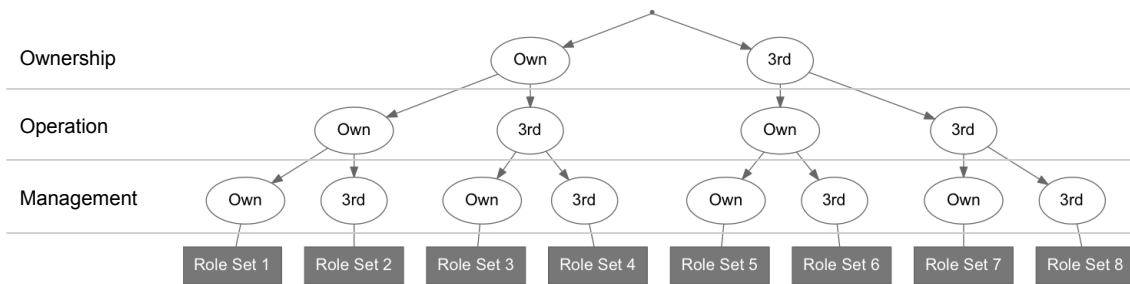 Ownership
Own
3rd
Operation
Own
3rd
Own
3rd
Management
Own
3rd
Own
3rd
Own
3rd
Own
3rd
Role Set 1
Role Set 2
Role Set 3
Role Set 4
Role Set 5
Role Set 6
Role Set 7
Role Set 8